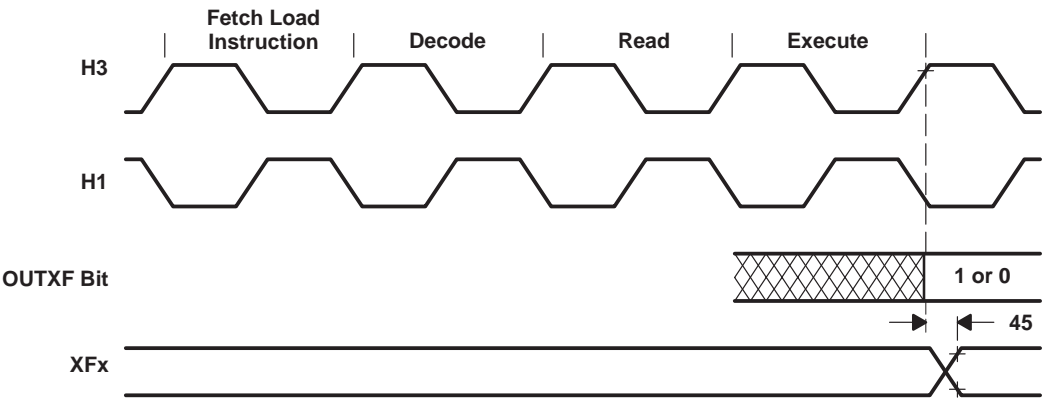 Fetch Load
Instruction
Decode
Read
Execute
H3
H1
OUTXF Bit
1 or 0
45
XFx